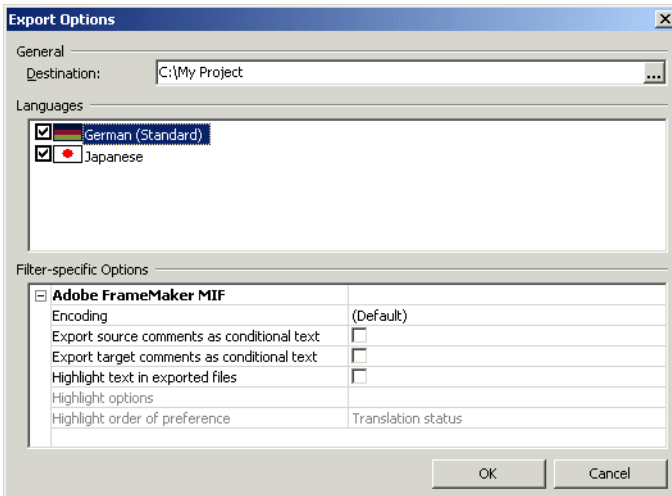 Export Options
General
Destination: C:\My Project ...
Languages
German (Standard)
Japanese
Filter-specific Options
Adobe FrameMaker MIF
Encoding (Default)
Export source comments as conditional text
Export target comments as conditional text
Highlight text in exported files
Highlight options
Highlight order of preference Translation status
OK Cancel